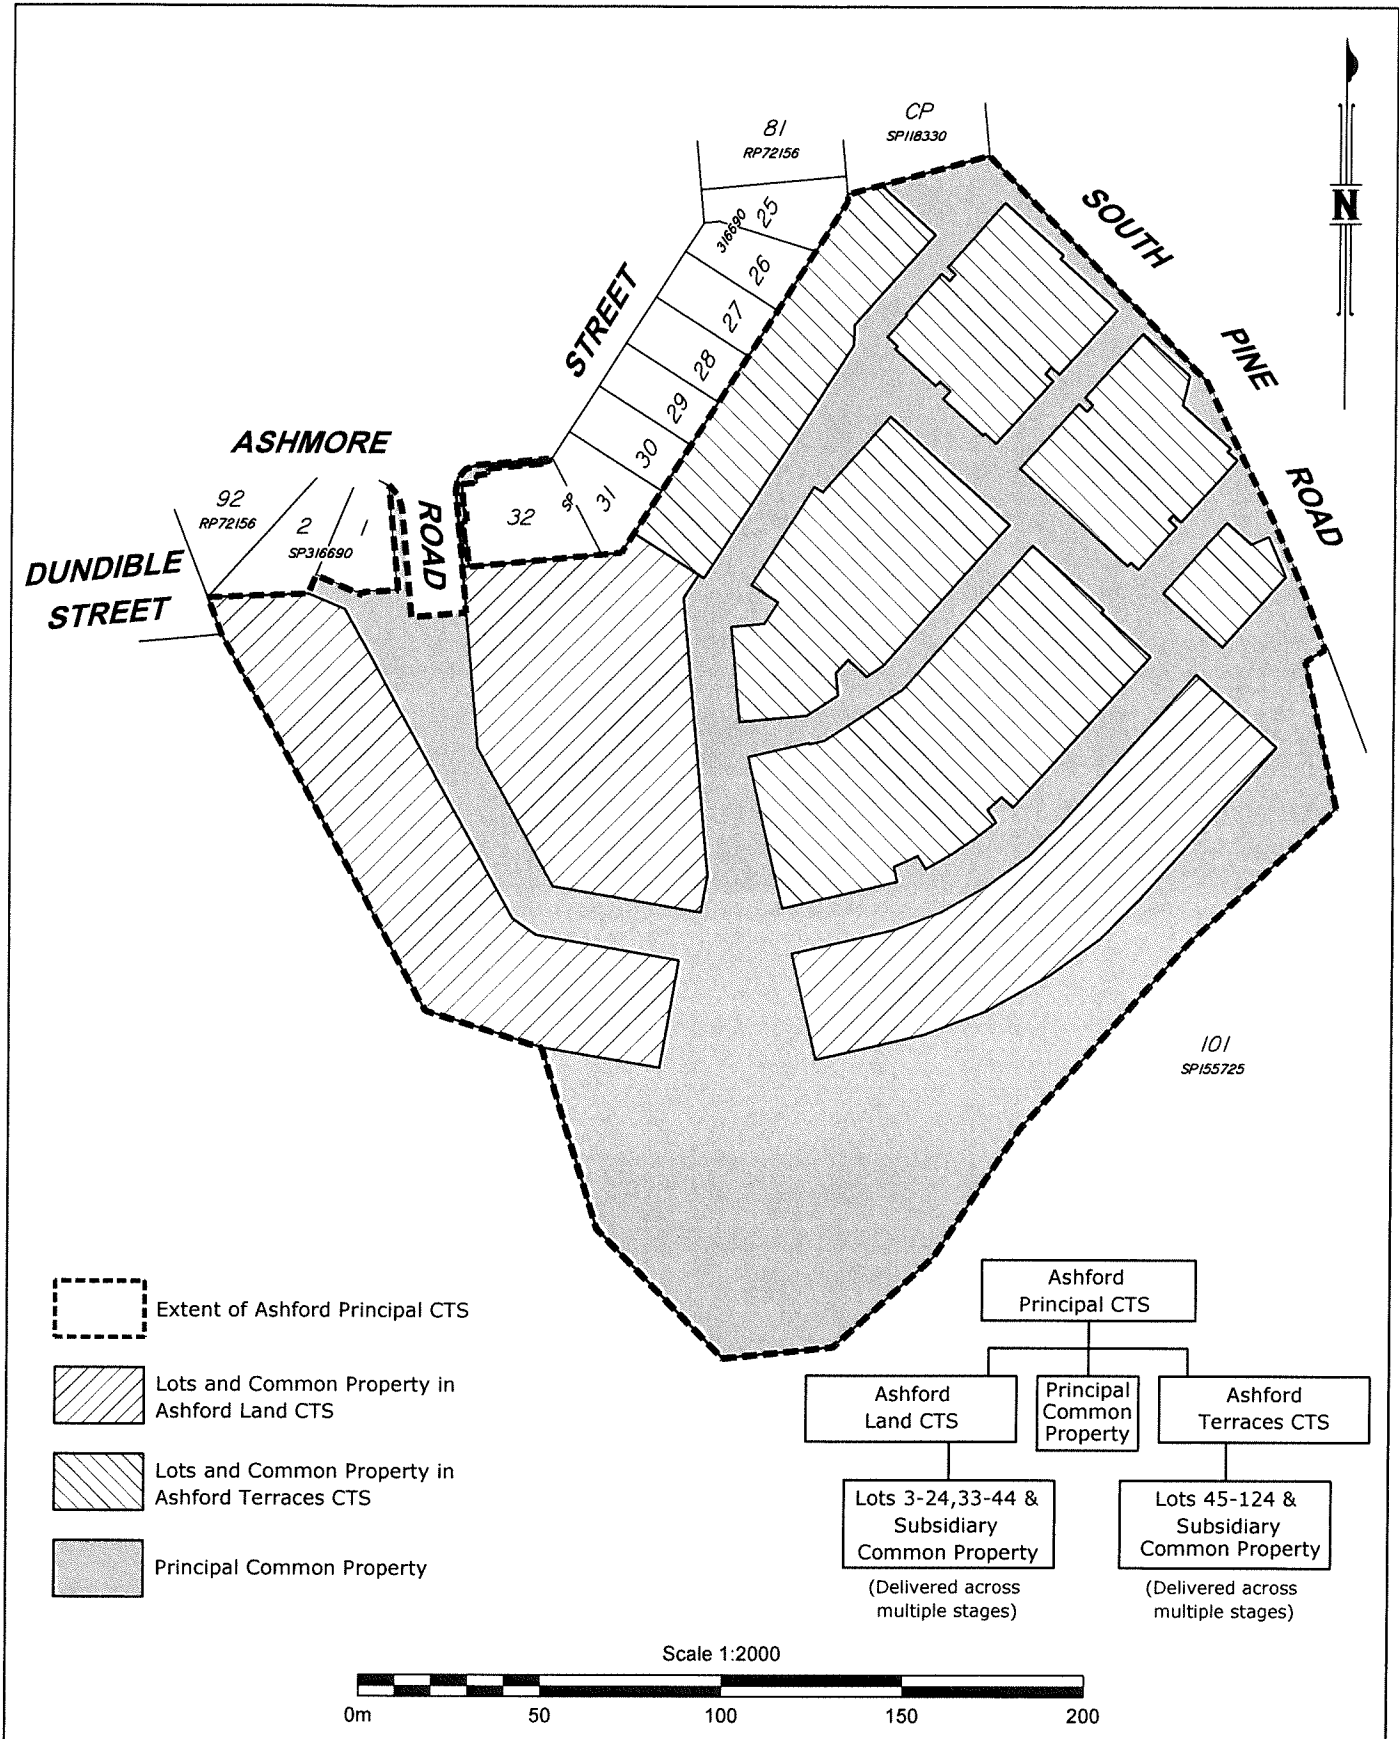 CP
SP118330
81
RP72156
N
SOUTH
PINE
ROAD
25
316690
26
27
28
29
30
31
SP
32
STREET
ASHMORE
ROAD
92
RP72156
2
1
SP316690
DUNDIBLE
STREET
101
SP155725
Extent of Ashford Principal CTS
Lots and Common Property in
Ashford Land CTS
Lots and Common Property in
Ashford Terraces CTS
Principal Common Property
Ashford
Principal CTS
Ashford
Land CTS
Principal
Common
Property
Ashford
Terraces CTS
Lots 3-24,33-44 &
Subsidiary
Common Property
(Delivered across
multiple stages)
Lots 45-124 &
Subsidiary
Common Property
(Delivered across
multiple stages)
Scale 1:2000
0m
50
100
150
200